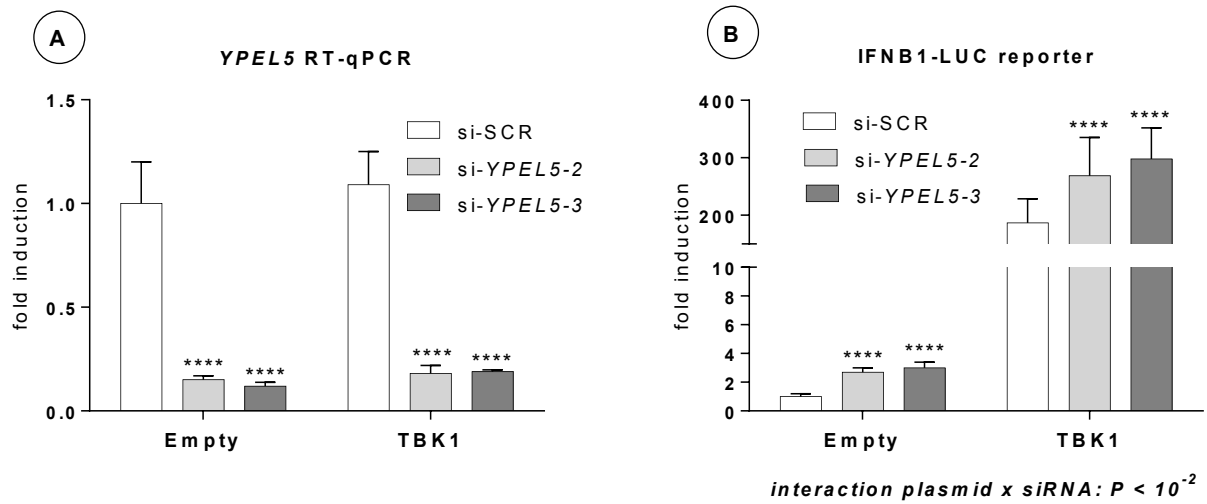 A
YPEL5 RT-qPCR
fold induction
1.5
1.0
0.5
0.0
si-SCR
si-YPEL5-2
si-YPEL5-3
****
****
****
****
Empty
TBK1
B
IFNB1-LUC reporter
fold induction
400
300
200
10
8
6
4
2
0
si-SCR
si-YPEL5-2
si-YPEL5-3
****
****
****
****
Empty
TBK1
interaction plasmid x siRNA: P < 10⁻²